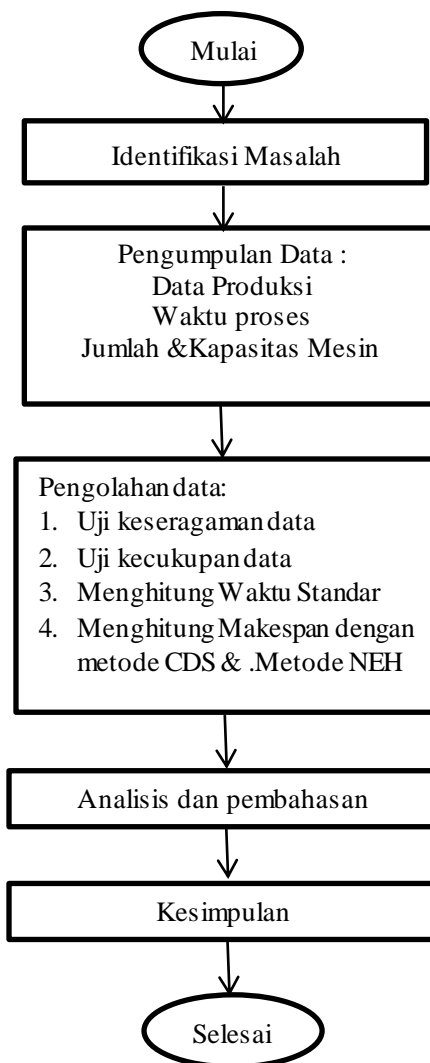 Mulai
Identifikasi Masalah
Pengumpulan Data :
Data Produksi
Waktu proses
Jumlah &Kapasitas Mesin
Pengolahan data:
1. Uji keseragaman data
2. Uji kecukupan data
3. Menghitung Waktu Standar
4. Menghitung Makespan dengan
metode CDS & .Metode NEH
Analisis dan pembahasan
Kesimpulan
Selesai